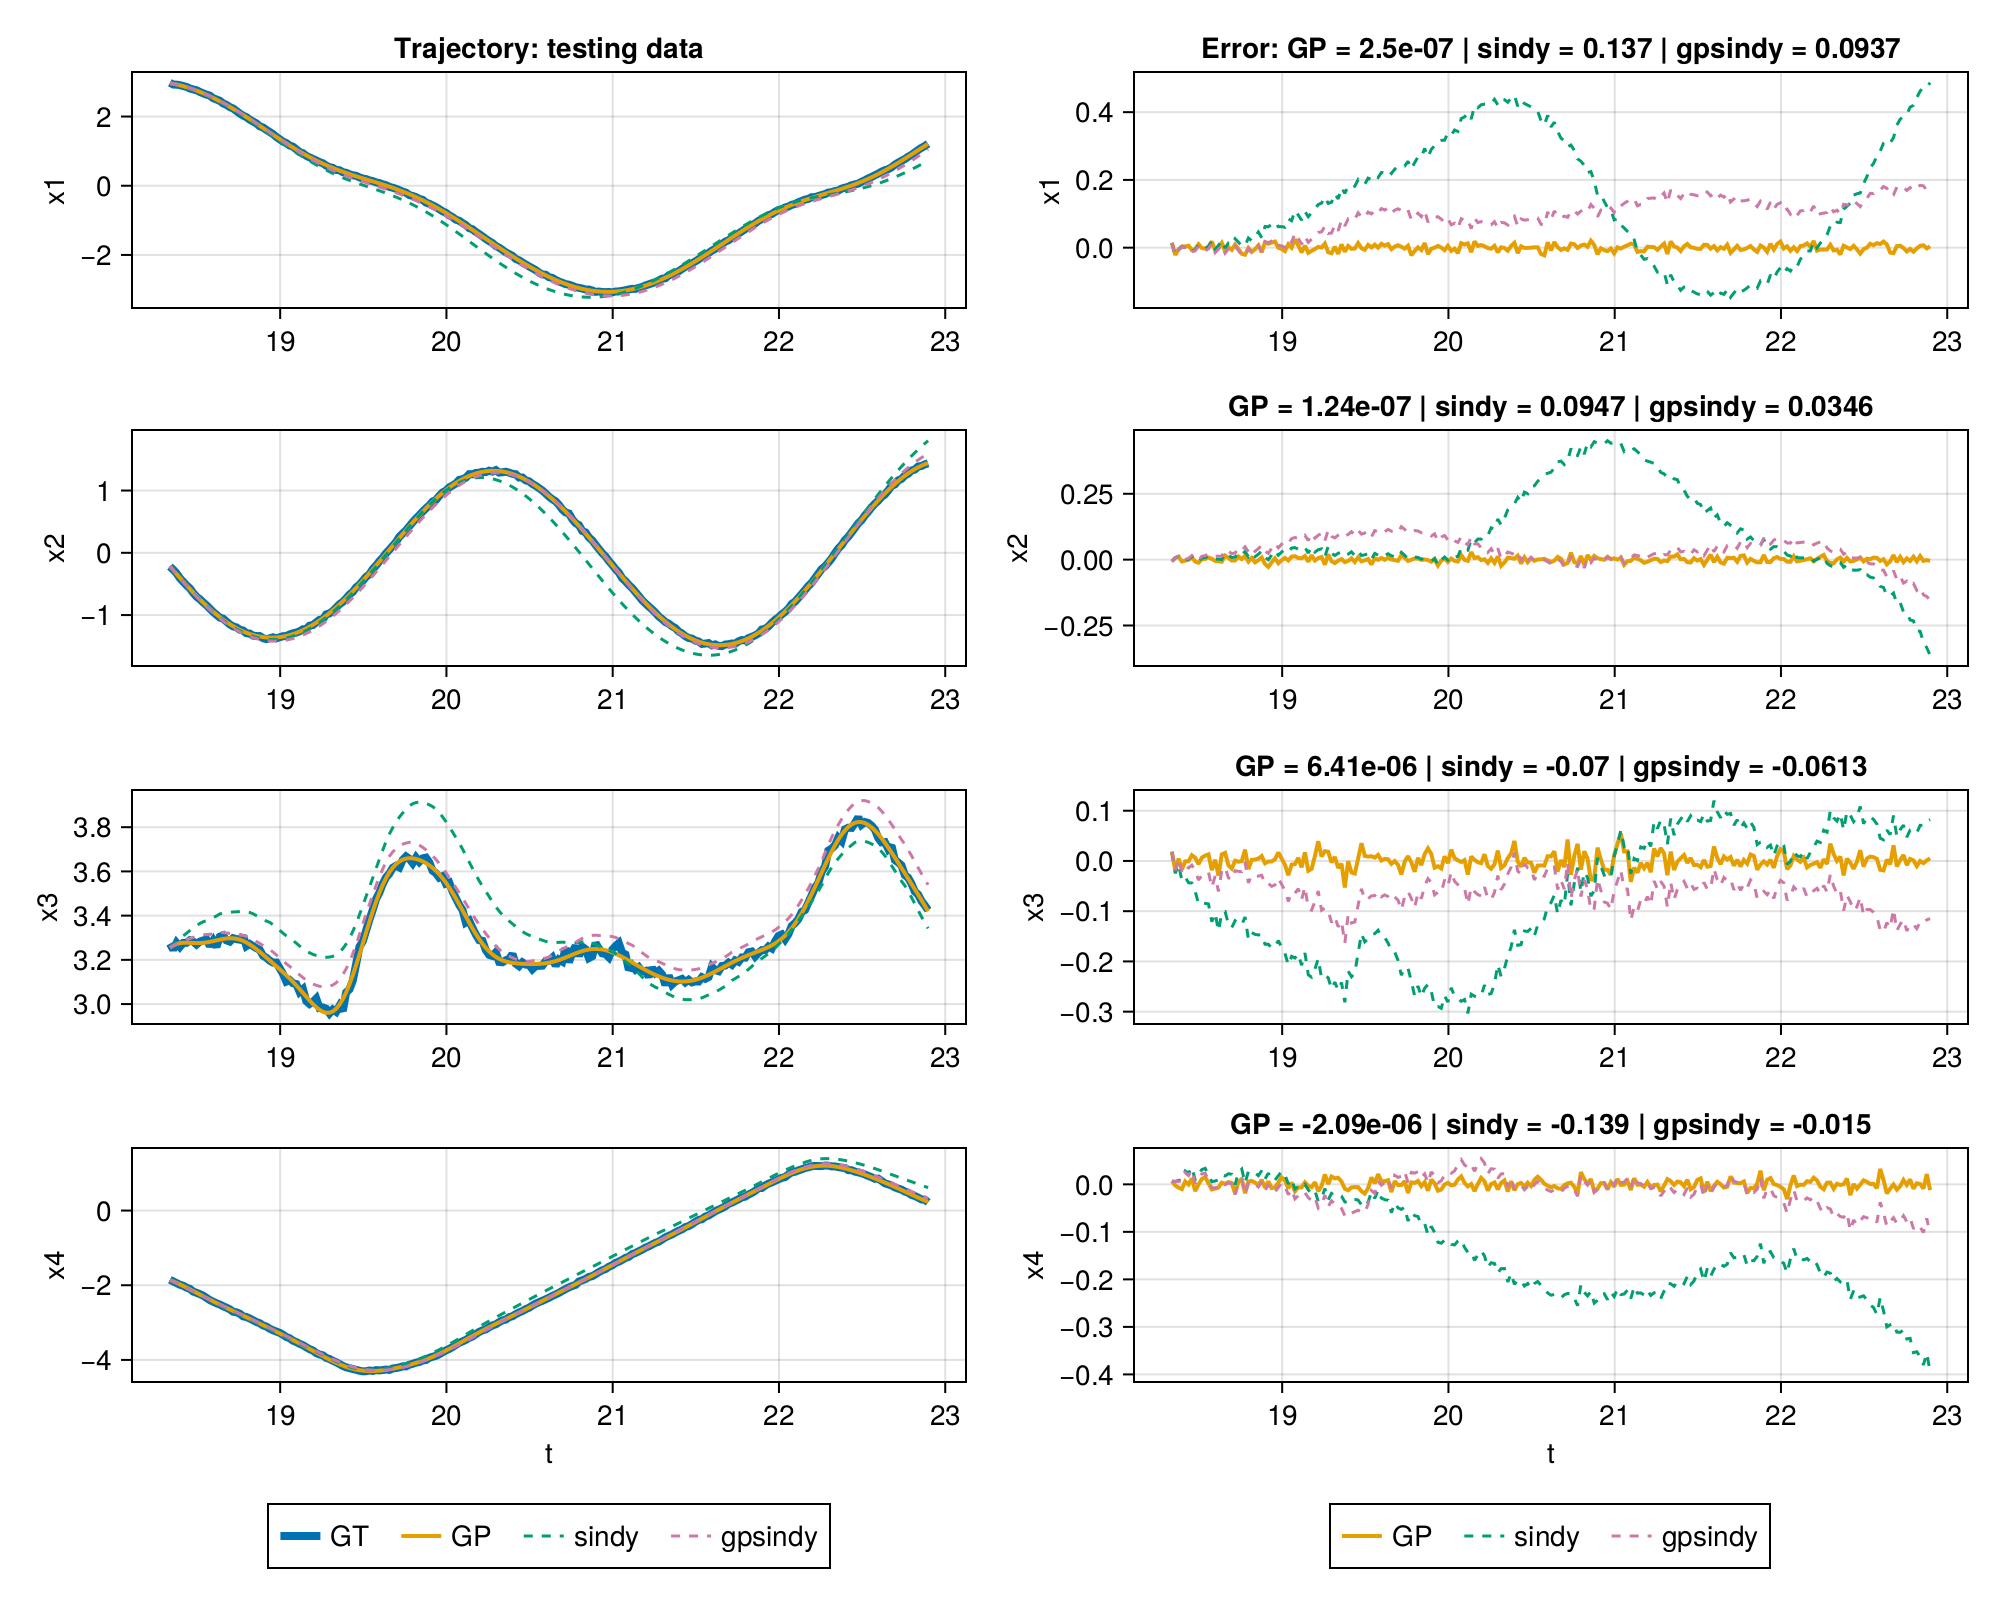 Trajectory: testing data
x1
2
0
−2
19 20 21 22 23
Error: GP = 2.5e-07 | sindy = 0.137 | gpsindy = 0.0937
x1
0.4
0.2
0.0
19 20 21 22 23
x2
1
0
−1
19 20 21 22 23
GP = 1.24e-07 | sindy = 0.0947 | gpsindy = 0.0346
x2
0.25
0.00
−0.25
19 20 21 22 23
x3
3.8
3.6
3.4
3.2
3.0
19 20 21 22 23
GP = 6.41e-06 | sindy = -0.07 | gpsindy = -0.0613
x3
0.1
0.0
−0.1
−0.2
−0.3
19 20 21 22 23
x4
0
−2
−4
19 20 21 22 23
t
GP = -2.09e-06 | sindy = -0.139 | gpsindy = -0.015
x4
0.0
−0.1
−0.2
−0.3
−0.4
19 20 21 22 23
t
GT GP sindy gpsindy
GP sindy gpsindy